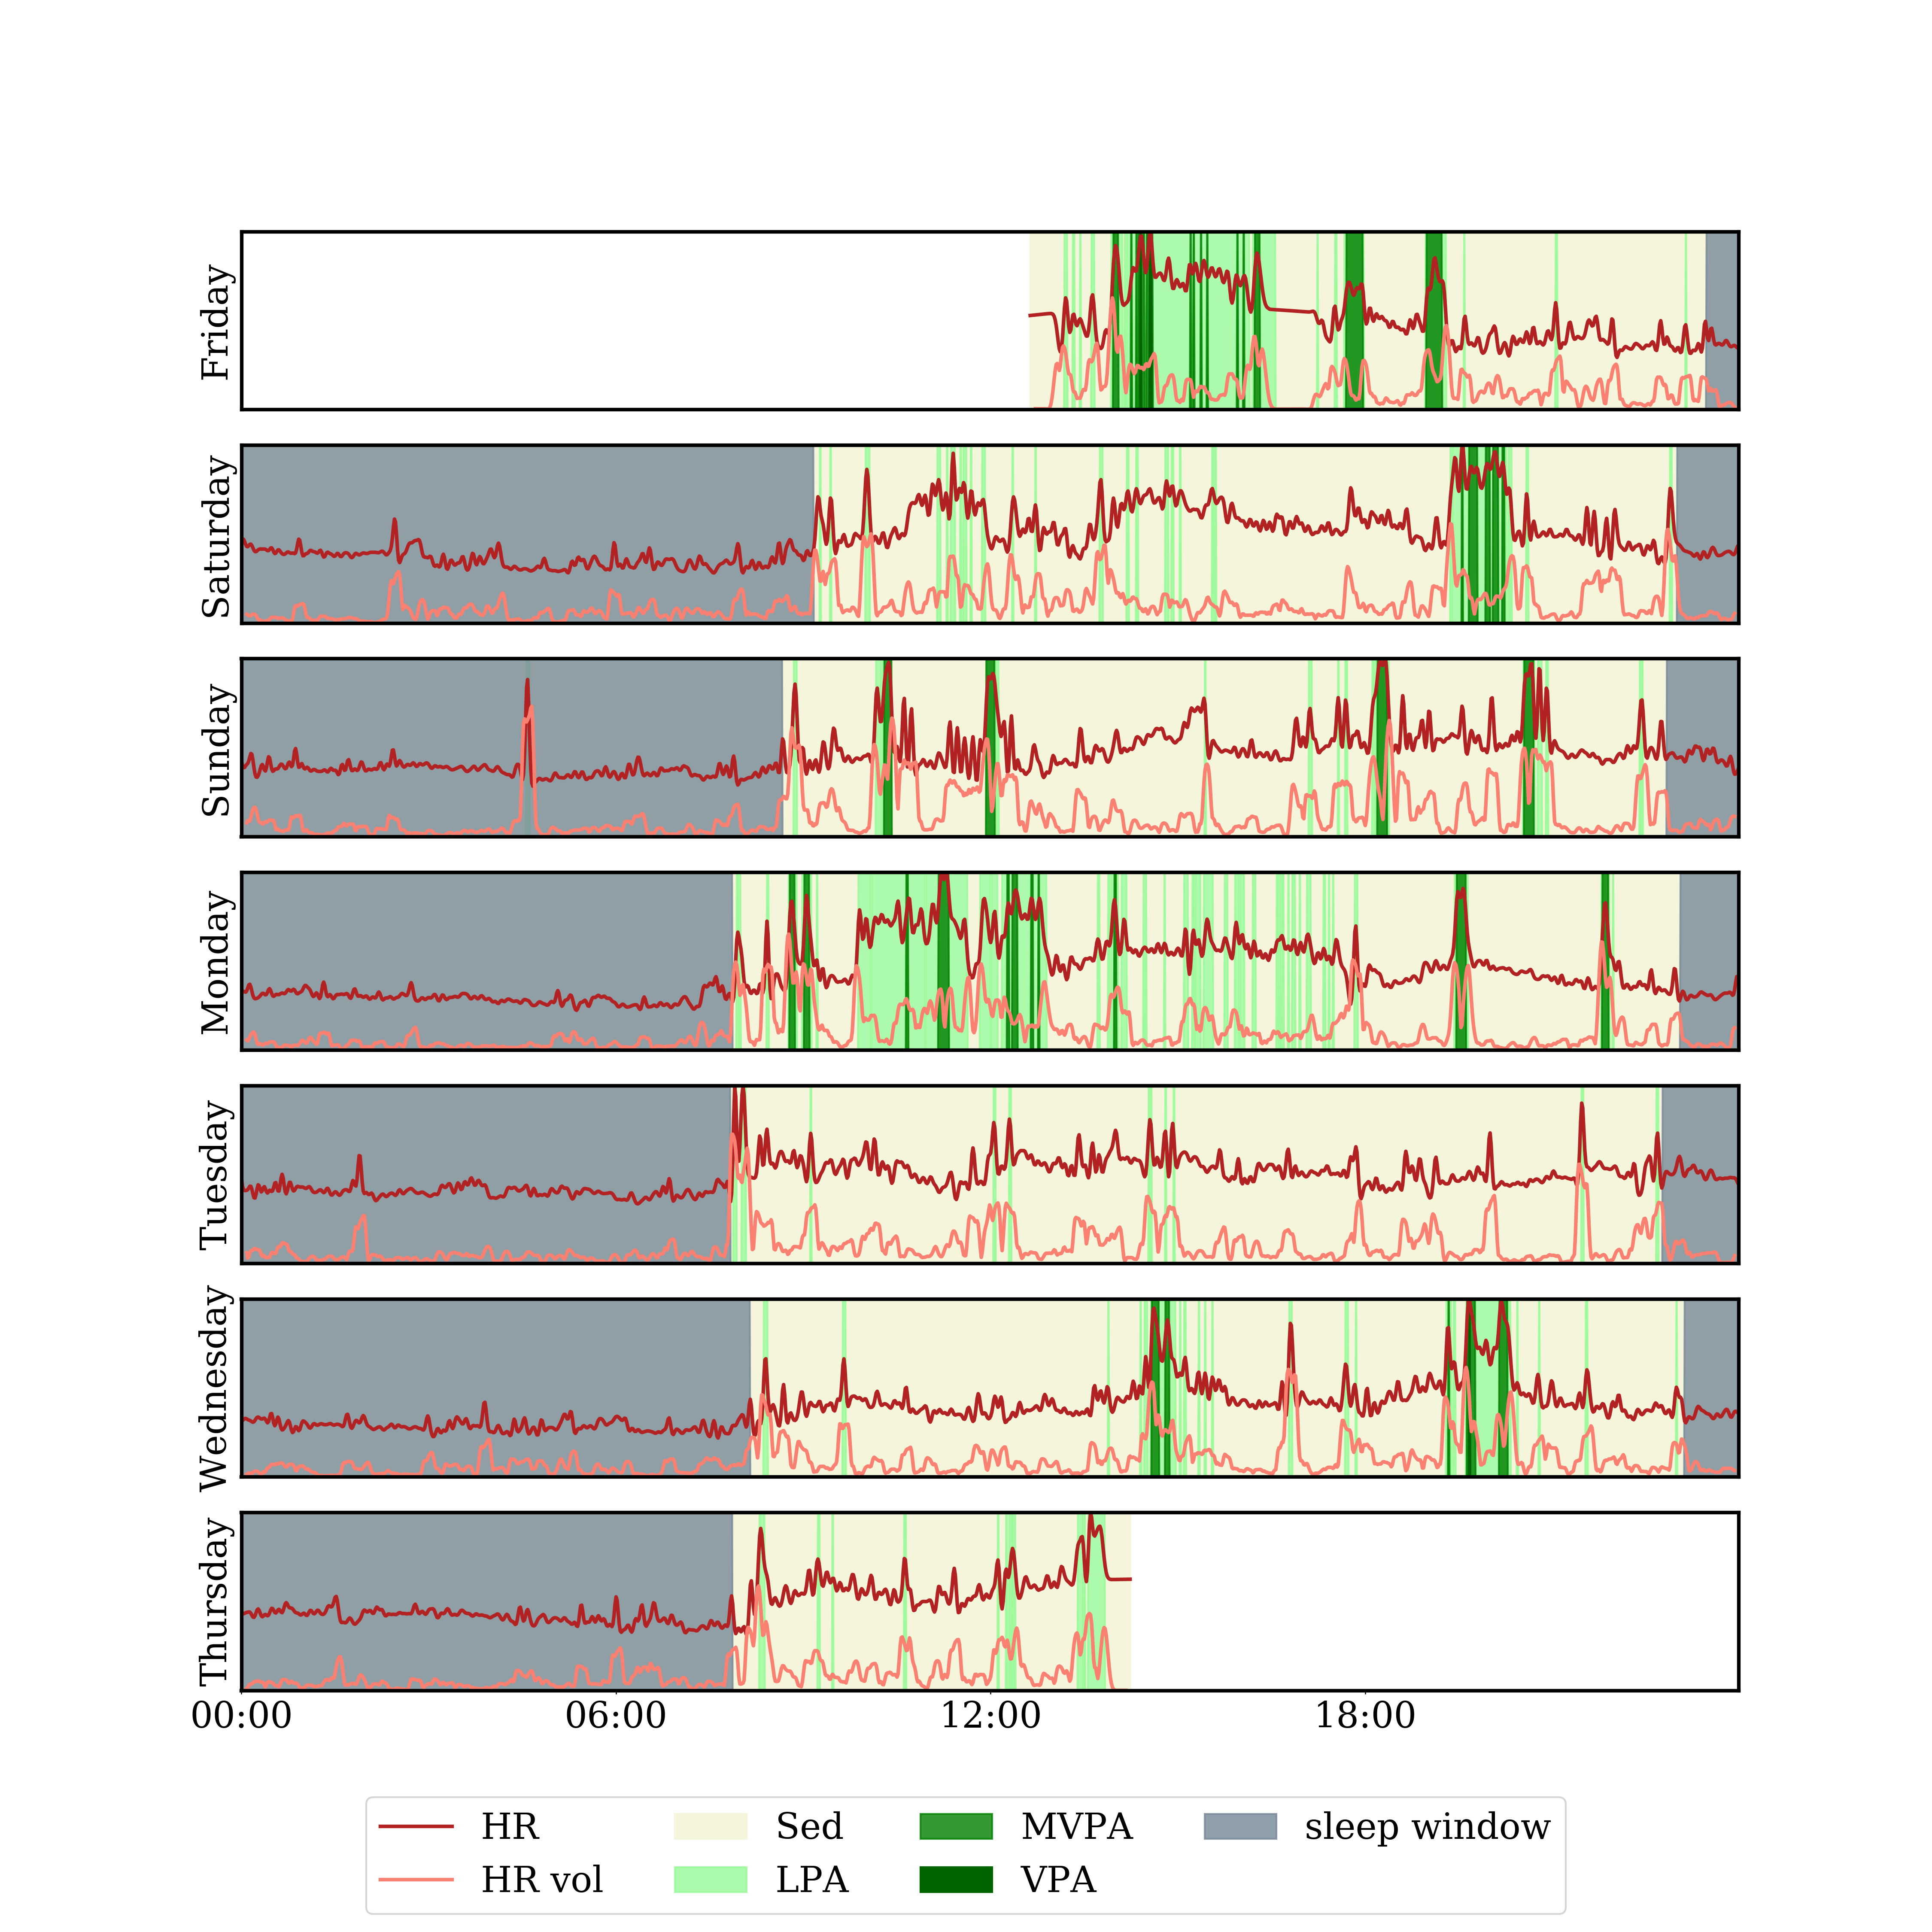 Friday
Saturday
Sunday
Monday
Tuesday
Wednesday
Thursday
00:00 06:00 12:00 18:00
HR Sed MVPA sleep window
HR vol LPA VPA